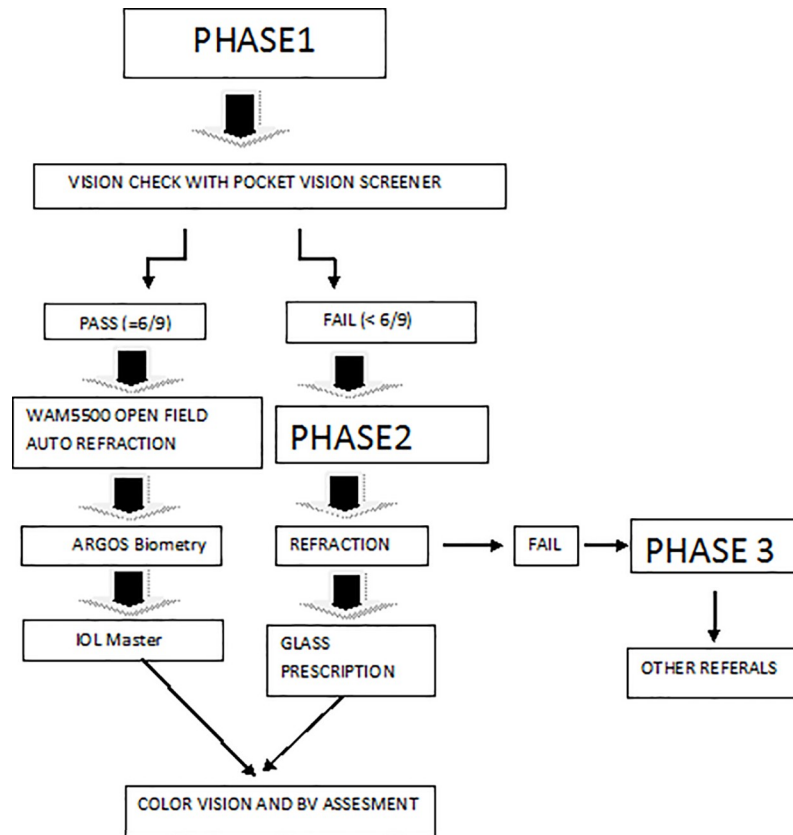 PHASE1
VISION CHECK WITH POCKET VISION SCREENER
PASS (=6/9)
FAIL (< 6/9)
WAM5500 OPEN FIELD
AUTO REFRACTION
PHASE2
ARGOS Biometry
REFRACTION
FAIL
PHASE 3
IOL Master
GLASS
PRESCRIPTION
OTHER REFERALS
COLOR VISION AND BV ASSESMENT